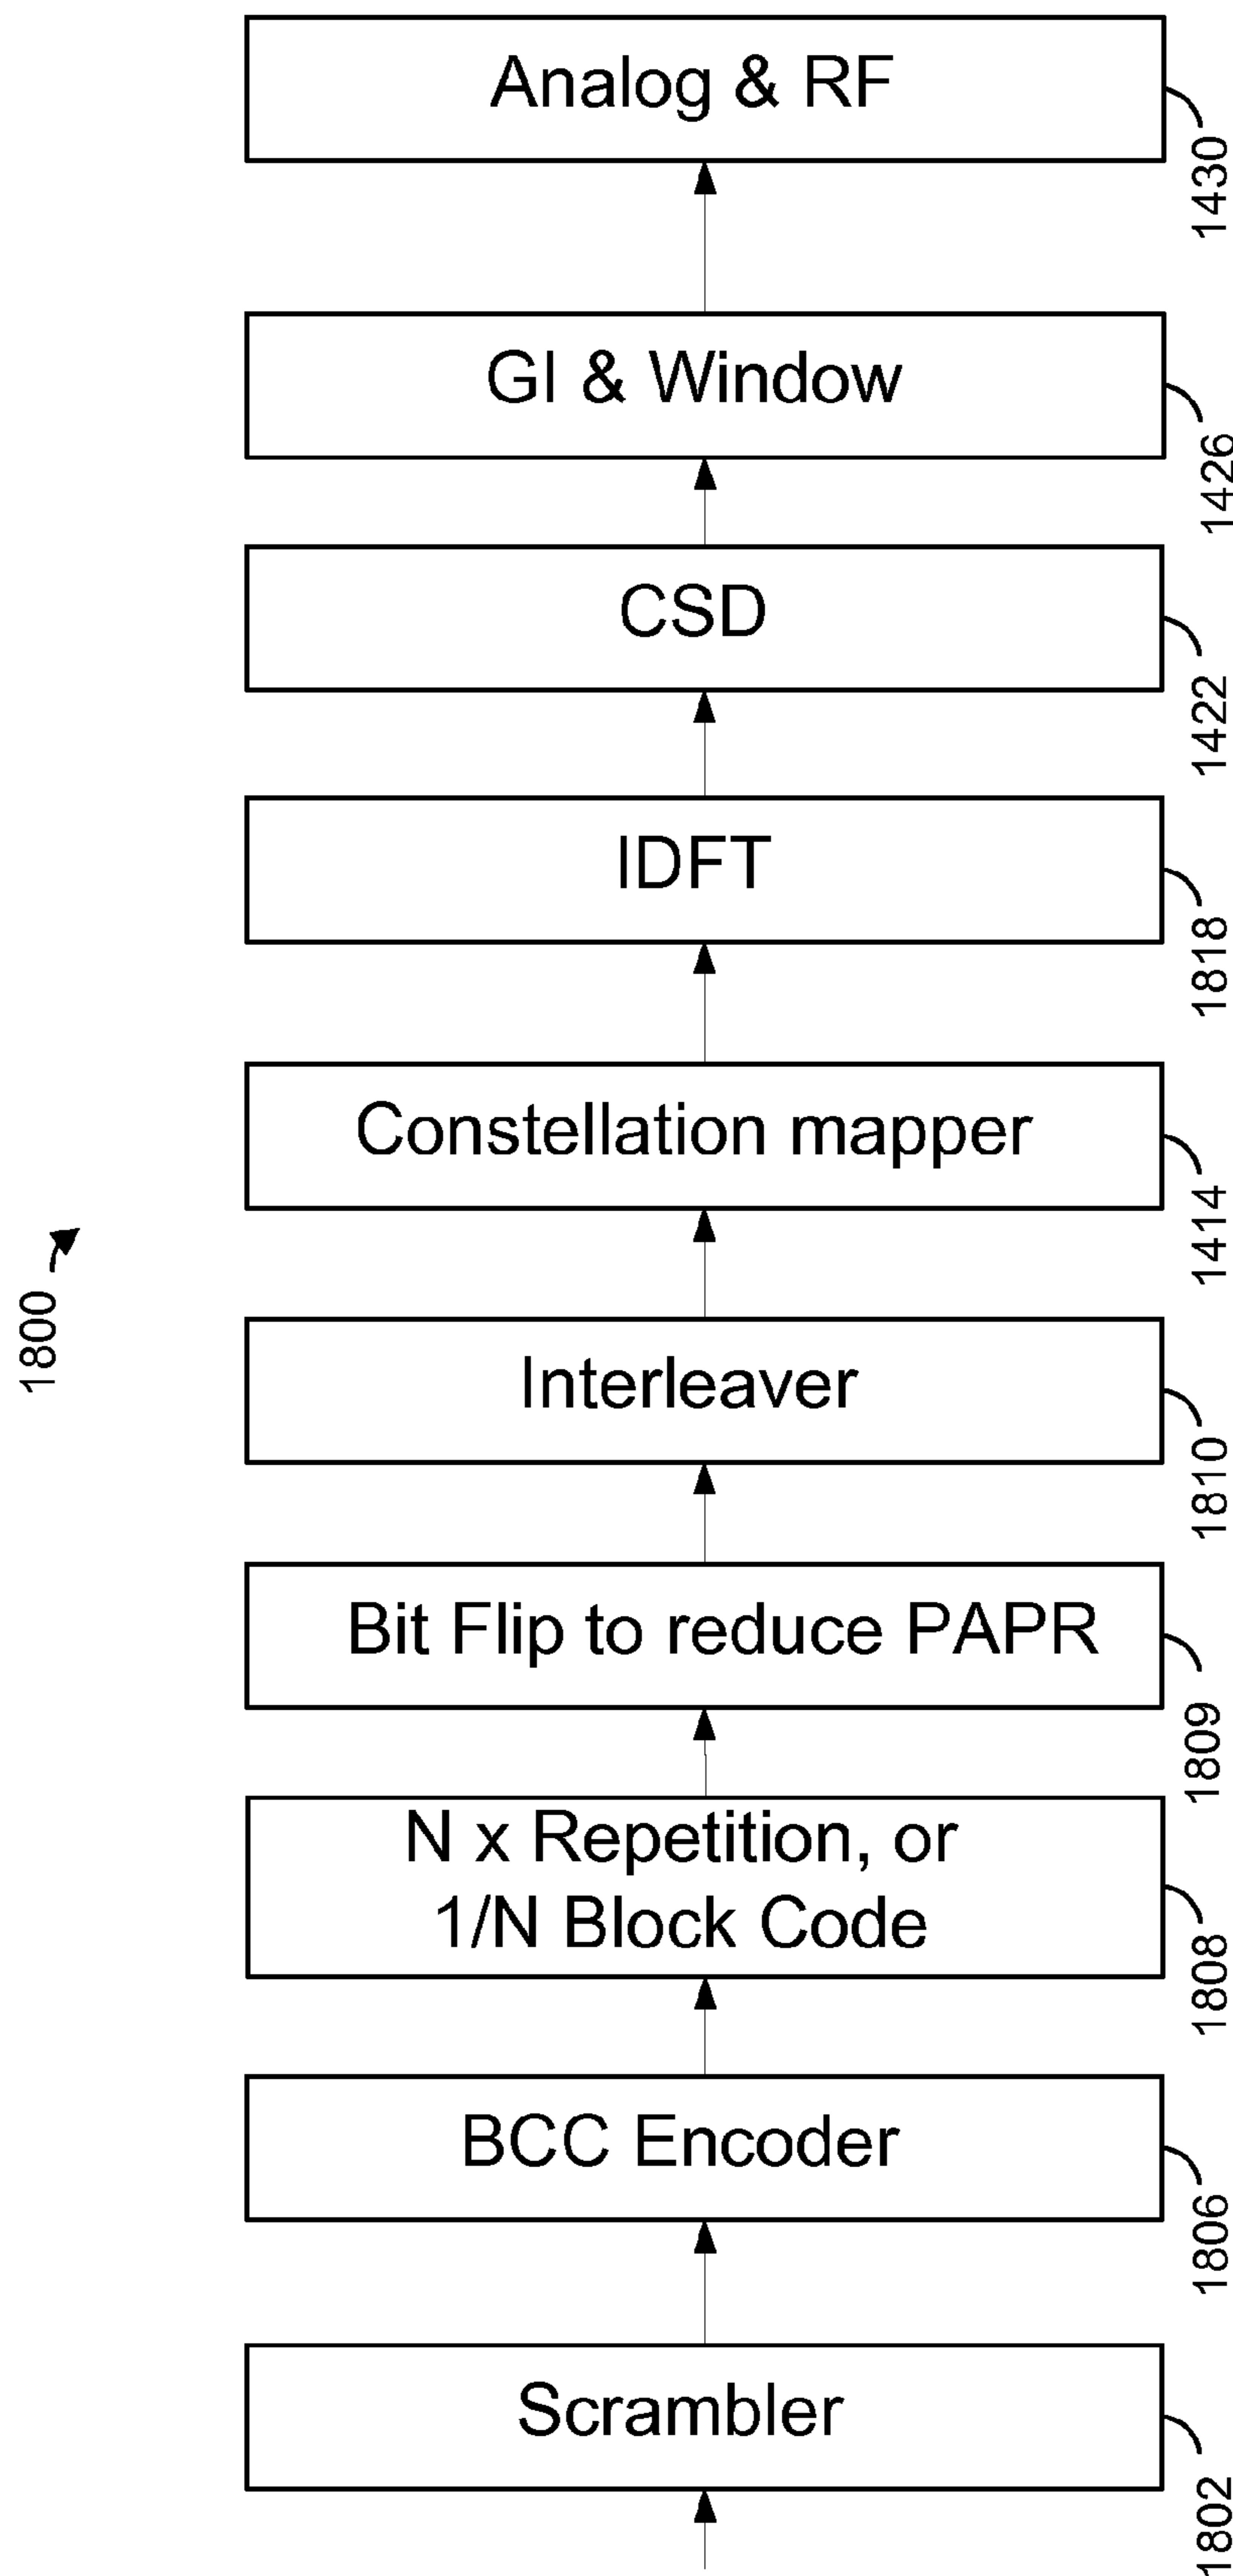 Analog & RF
1430
GI & Window
1426
CSD
1422
IDFT
1818
Constellation mapper
1414
1800
Interleaver
1810
Bit Flip to reduce PAPR
1809
N x Repetition, or
1/N Block Code
1808
BCC Encoder
1806
Scrambler
1802